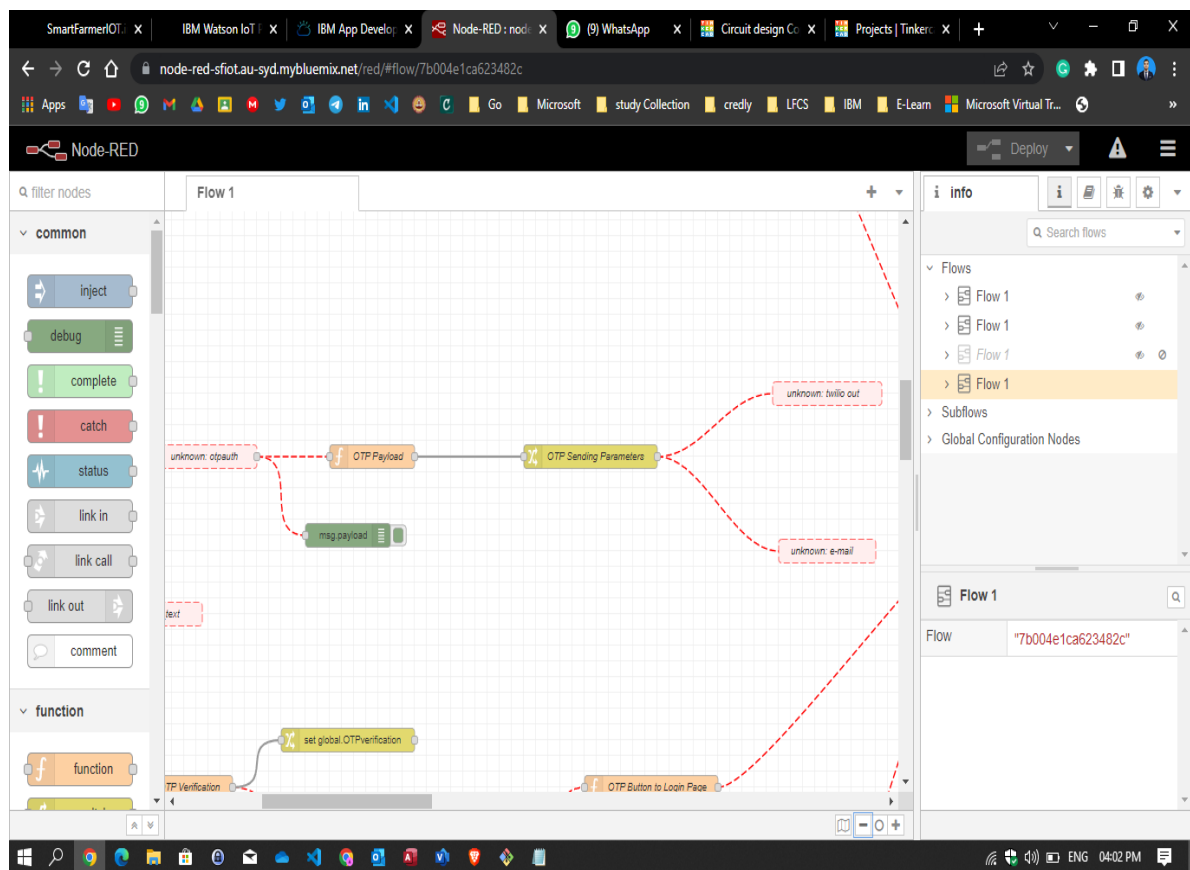 SmartFarmerIOT.
IBM Watson IoT
IBM App Develop
Node-RED : node
(9) WhatsApp
Circuit design Co
Projects | Tinkerc
node-red-sfiot.au-syd.mybluemix.net/red/#flow/7b004e1ca623482c
Apps
Go
Microsoft
study Collection
credly
LFCS
IBM
E-Learn
Microsoft Virtual Tr...
»
Node-RED
Deploy
filter nodes
Flow 1
i info
Search flows
common
inject
debug
complete
catch
status
link in
link call
link out
comment
function
function
unknown: twilio out
unknown: otpauth
OTP Payload
OTP Sending Parameters
msg.payload
unknown: e-mail
text
set global.OTPverification
TP Verification
OTP Button to Login Page
Flows
Flow 1
Flow 1
Flow 1
Flow 1
Subflows
Global Configuration Nodes
Flow 1
Flow
"7b004e1ca623482c"
ENG
04:02 PM